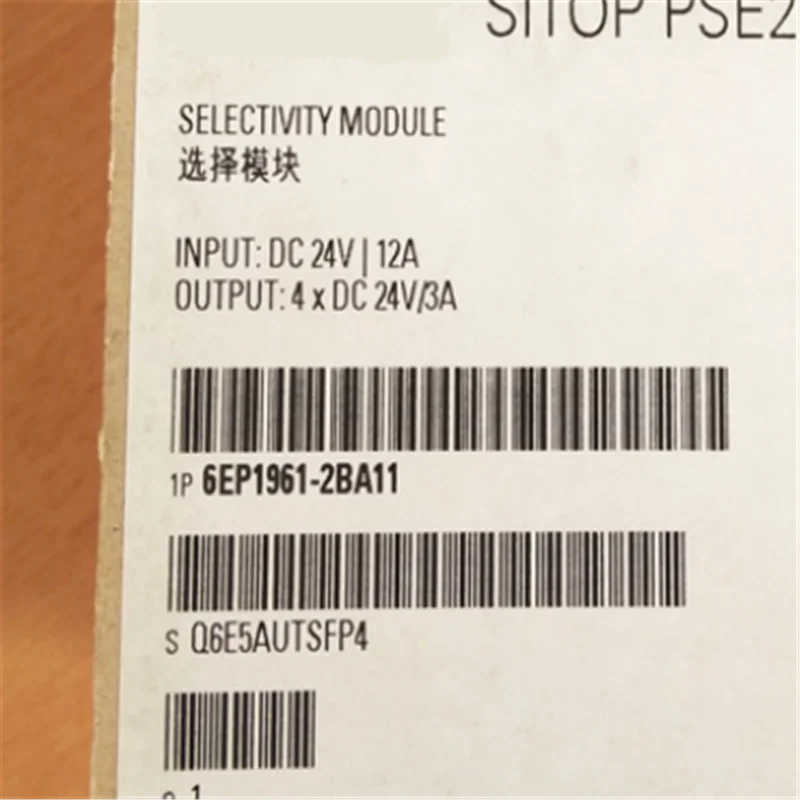 SITOP PSE2
SELECTIVITY MODULE
选择模块
INPUT: DC 24V | 12A
OUTPUT: 4 x DC 24V/3A
1P 6EP1961-2BA11
S Q6E5AUTSFP4
1